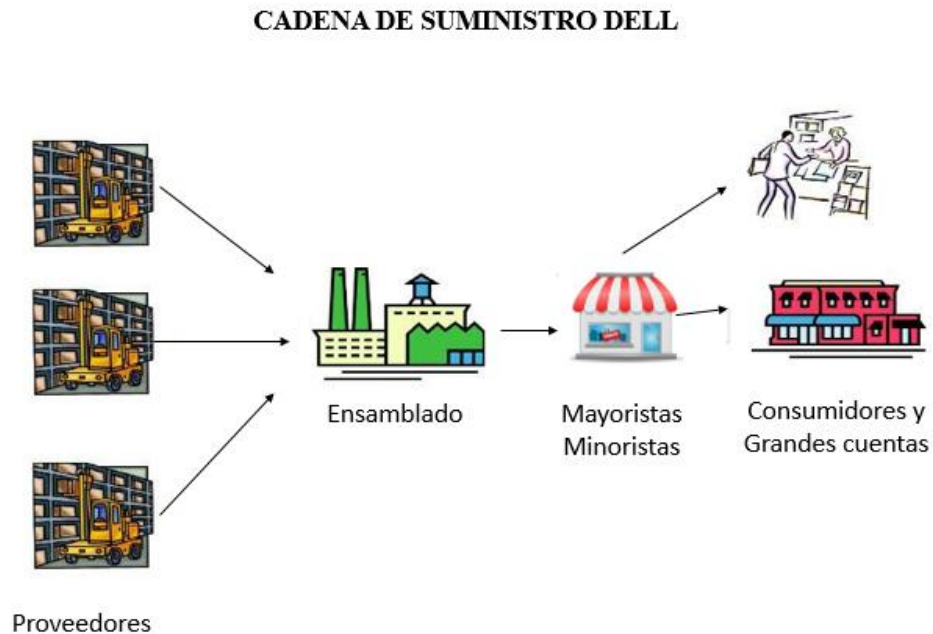 CADENA DE SUMINISTRO DELL
Ensamblado
Mayoristas
Minoristas
Consumidores y
Grandes cuentas
Proveedores